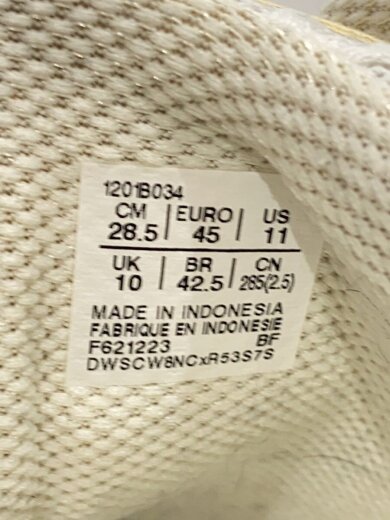 1201B034
CM | EURO | US
28.5 | 45 | 11
UK | BR | CN
10 | 42.5 | 285(2.5)
MADE IN INDONESIA
FABRIQUE EN INDONESIE
F621223 BF
DWSCW8NCxR53S7S